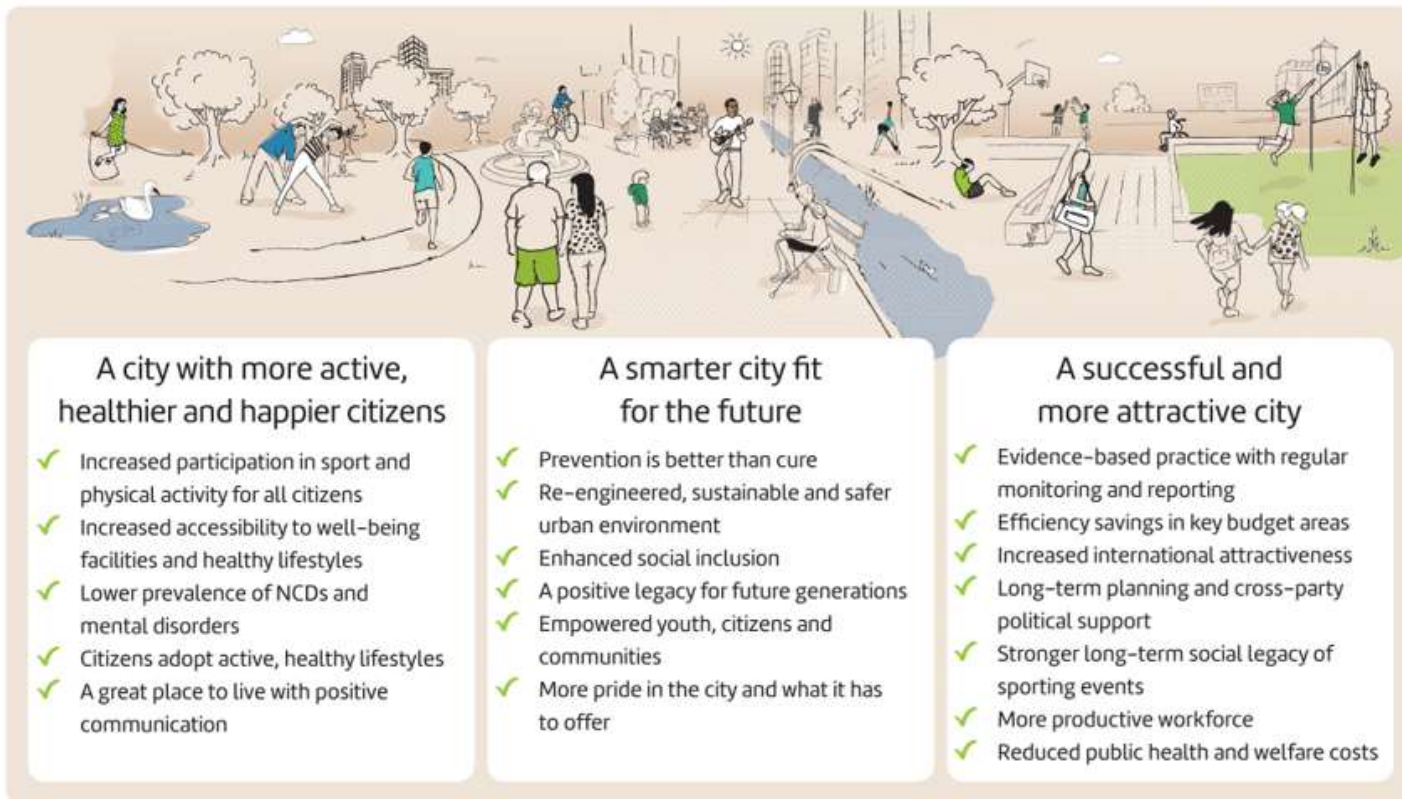 A city with more active,
healthier and happier citizens
Increased participation in sport and
physical activity for all citizens
Increased accessibility to well-being
facilities and healthy lifestyles
Lower prevalence of NCDs and
mental disorders
Citizens adopt active, healthy lifestyles
A great place to live with positive
communication
A smarter city fit
for the future
Prevention is better than cure
Re-engineered, sustainable and safer
urban environment
Enhanced social inclusion
A positive legacy for future generations
Empowered youth, citizens and
communities
More pride in the city and what it has
to offer
A successful and
more attractive city
Evidence-based practice with regular
monitoring and reporting
Efficiency savings in key budget areas
Increased international attractiveness
Long-term planning and cross-party
political support
Stronger long-term social legacy of
sporting events
More productive workforce
Reduced public health and welfare costs